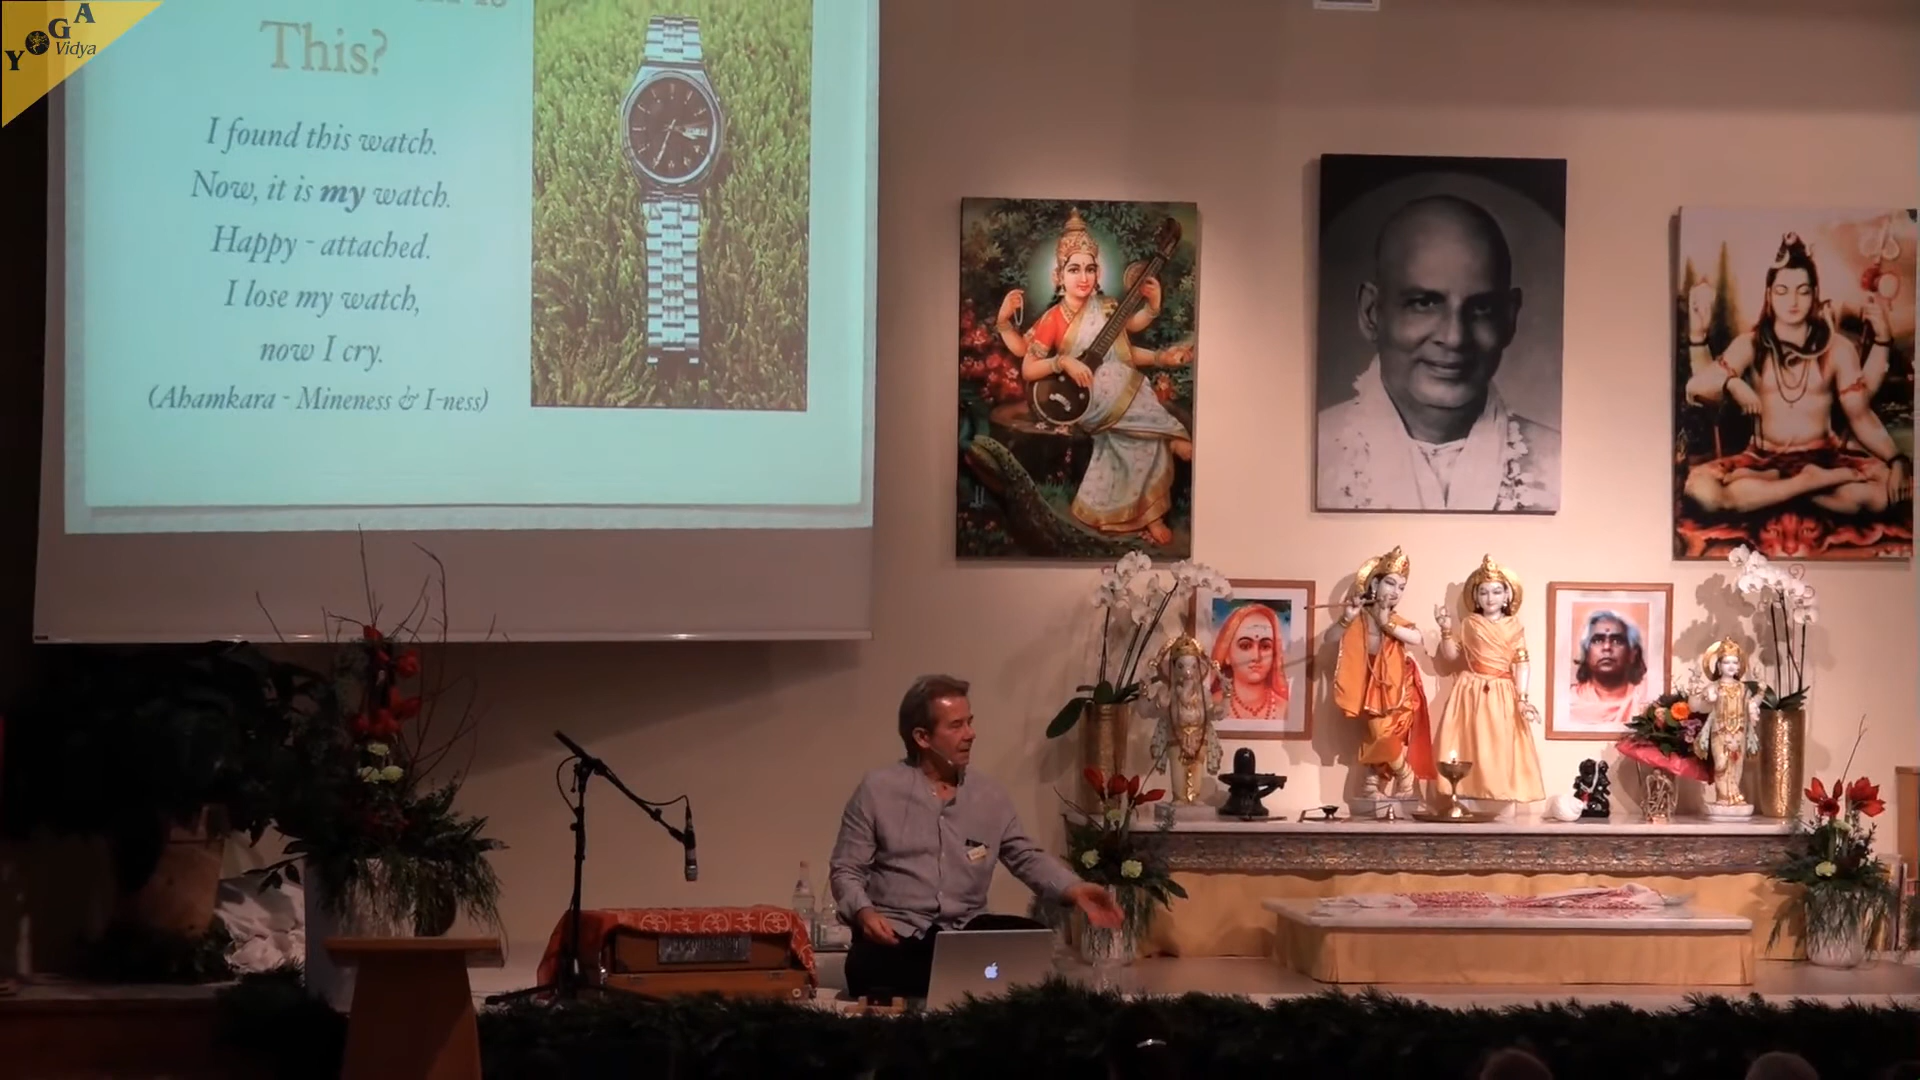 YOGA
Vidya
This?
I found this watch.
Now, it is my watch.
Happy - attached.
I lose my watch,
now I cry.
(Ahamkara - Mineness & I-ness)